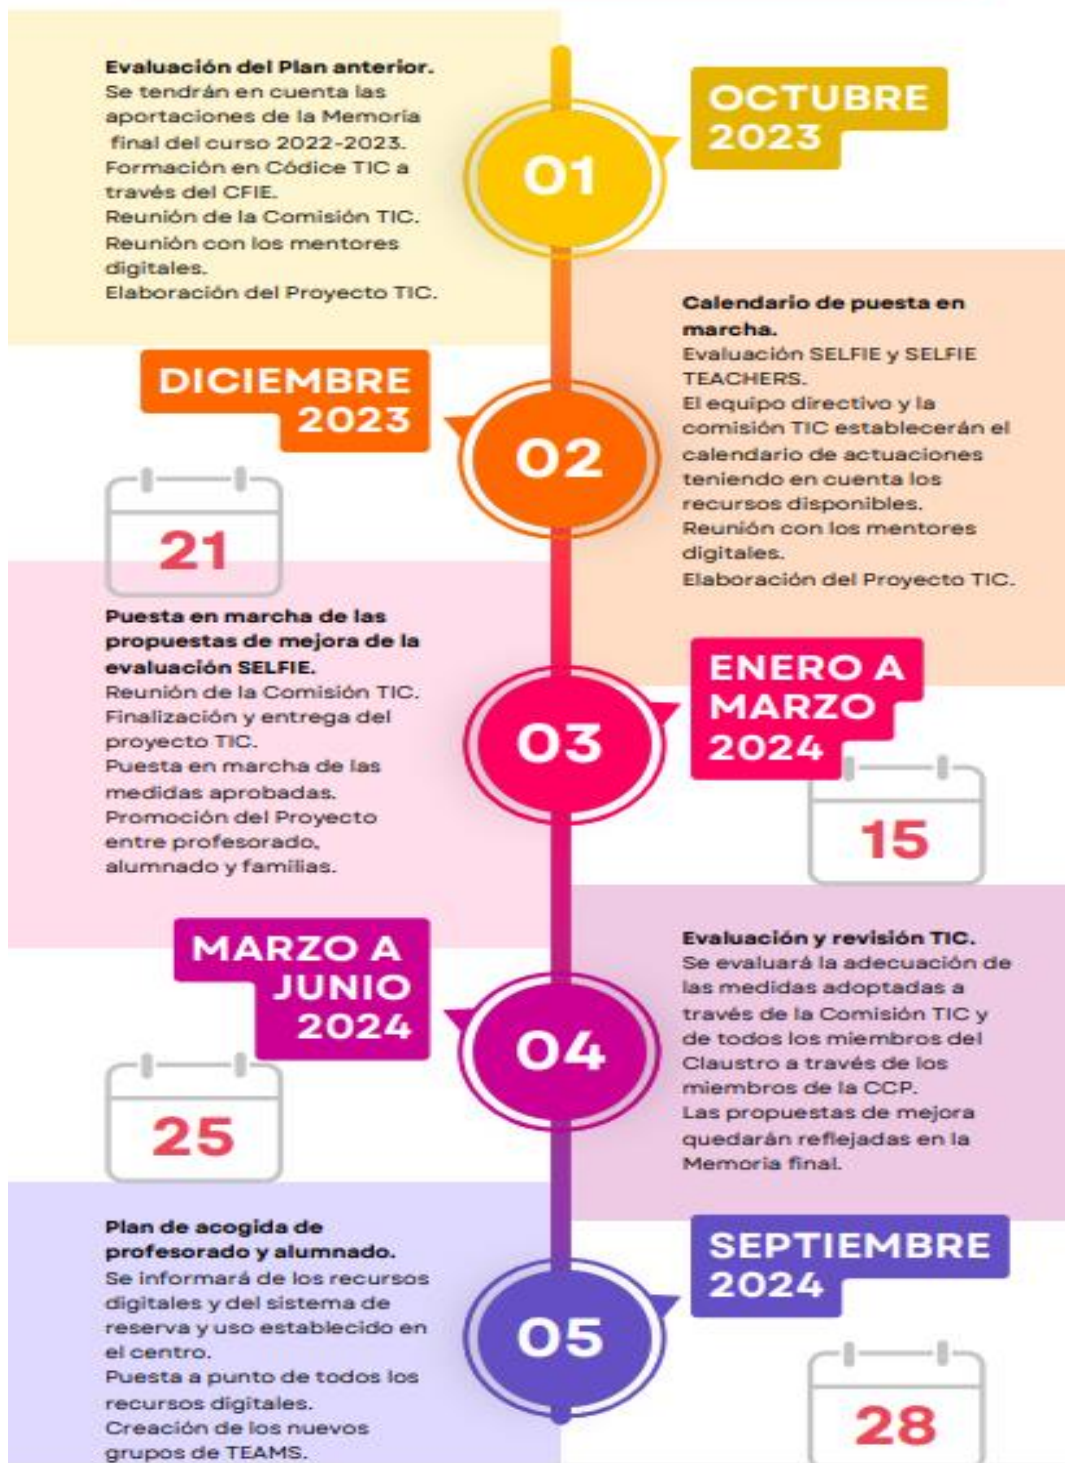 Evaluación del Plan anterior.
Se tendrán en cuenta las
aportaciones de la Memoria
final del curso 2022-2023.
Formación en Códice TIC a
través del CFIE.
Reunión de la Comisión TIC.
Reunión con los mentores
digitales.
Elaboración del Proyecto TIC.
01
OCTUBRE
2023
DICIEMBRE
2023
21
02
Calendario de puesta en
marcha.
Evaluación SELFIE y SELFIE
TEACHERS.
El equipo directivo y la
comisión TIC establecerán el
calendario de actuaciones
teniendo en cuenta los
recursos disponibles.
Reunión con los mentores
digitales.
Elaboración del Proyecto TIC.
Puesta en marcha de las
propuestas de mejora de la
evaluación SELFIE.
Reunión de la Comisión TIC.
Finalización y entrega del
proyecto TIC.
Puesta en marcha de las
medidas aprobadas.
Promoción del Proyecto
entre profesorado,
alumnado y familias.
03
ENERO A
MARZO
2024
15
MARZO A
JUNIO
2024
25
04
Evaluación y revisión TIC.
Se evaluará la adecuación de
las medidas adoptadas a
través de la Comisión TIC y
de todos los miembros del
Claustro a través de los
miembros de la CCP.
Las propuestas de mejora
quedarán reflejadas en la
Memoria final.
Plan de acogida de
profesorado y alumnado.
Se informará de los recursos
digitales y del sistema de
reserva y uso establecido en
el centro.
Puesta a punto de todos los
recursos digitales.
Creación de los nuevos
grupos de TEAMS.
05
SEPTIEMBRE
2024
28